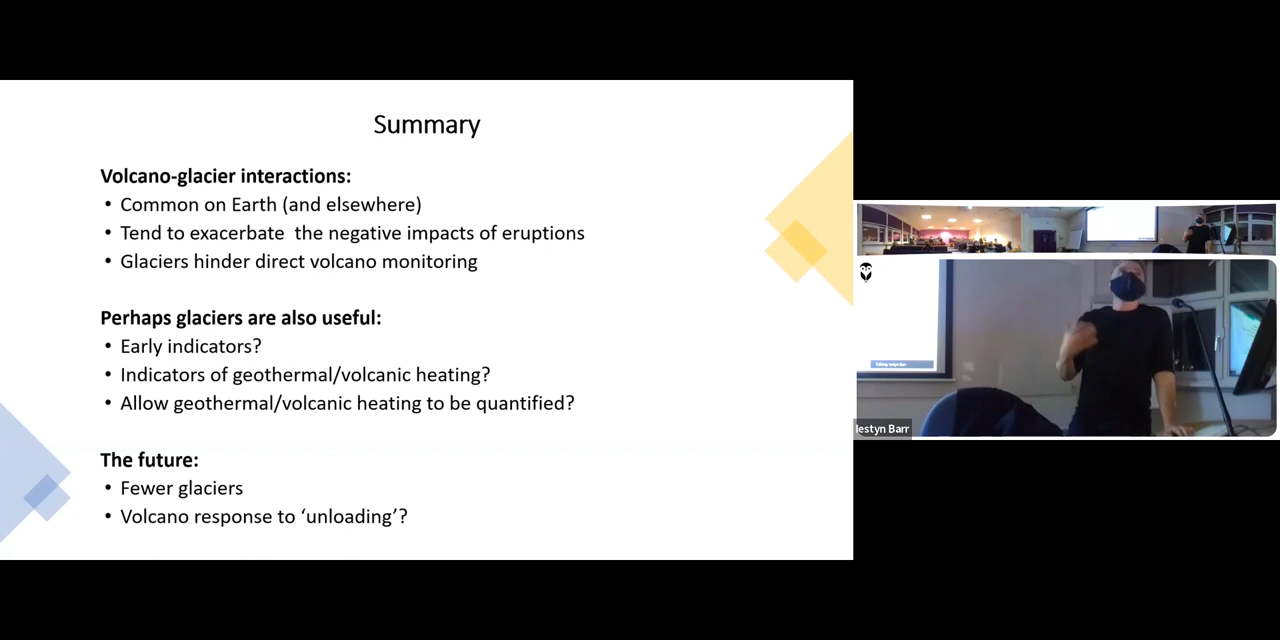 Summary
Volcano-glacier interactions:
• Common on Earth (and elsewhere)
• Tend to exacerbate  the negative impacts of eruptions
• Glaciers hinder direct volcano monitoring
Perhaps glaciers are also useful:
• Early indicators?
• Indicators of geothermal/volcanic heating?
• Allow geothermal/volcanic heating to be quantified?
The future:
• Fewer glaciers
• Volcano response to ‘unloading’?
Iestyn Barr